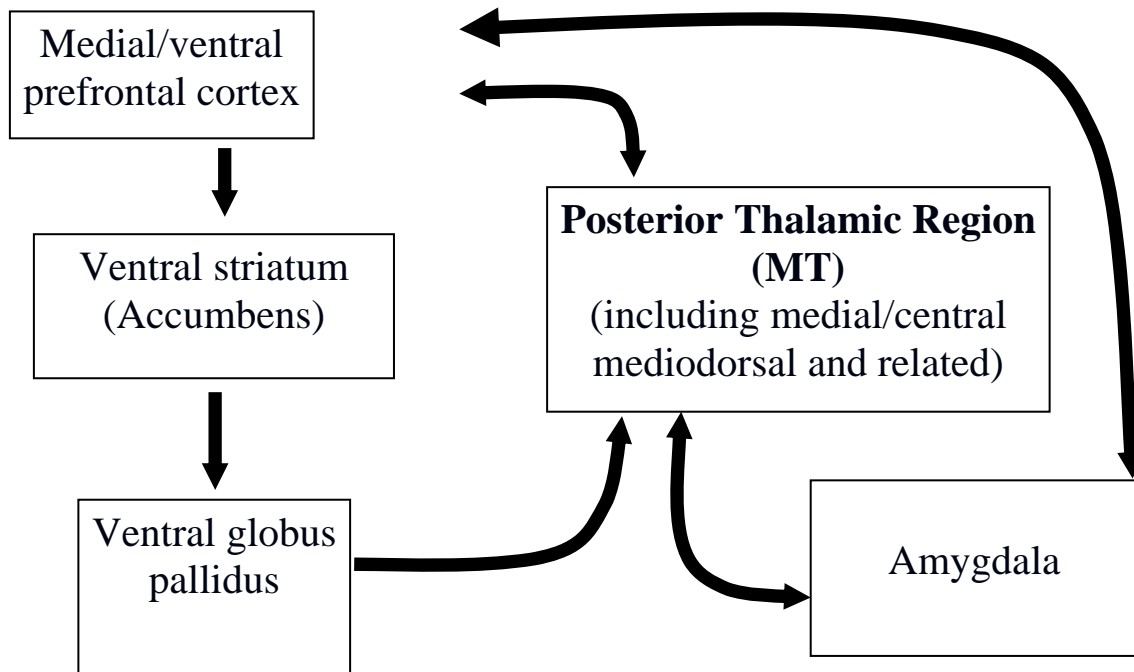 Medial/ventral
prefrontal cortex
Posterior Thalamic Region
(MT)
(including medial/central
mediodorsal and related)
Ventral striatum
(Accumbens)
Ventral globus
pallidus
Amygdala